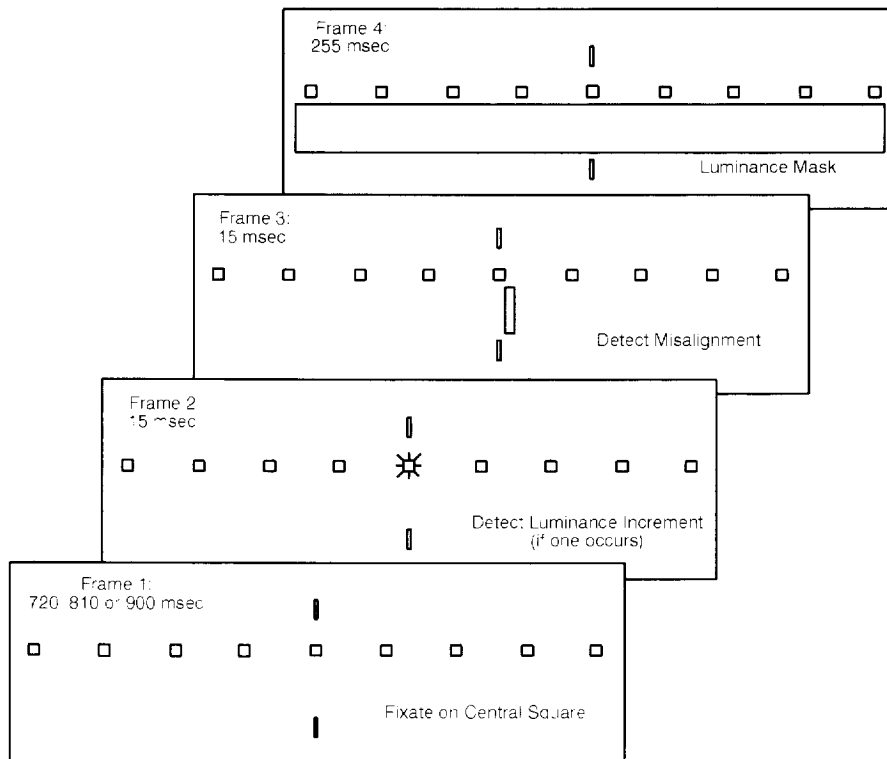 Frame 4:
255 msec
Luminance Mask
Frame 3:
15 msec
Detect Misalignment
Frame 2
15 msec
Detect Luminance Increment
(if one occurs)
Frame 1:
720 810 or 900 msec
Fixate on Central Square